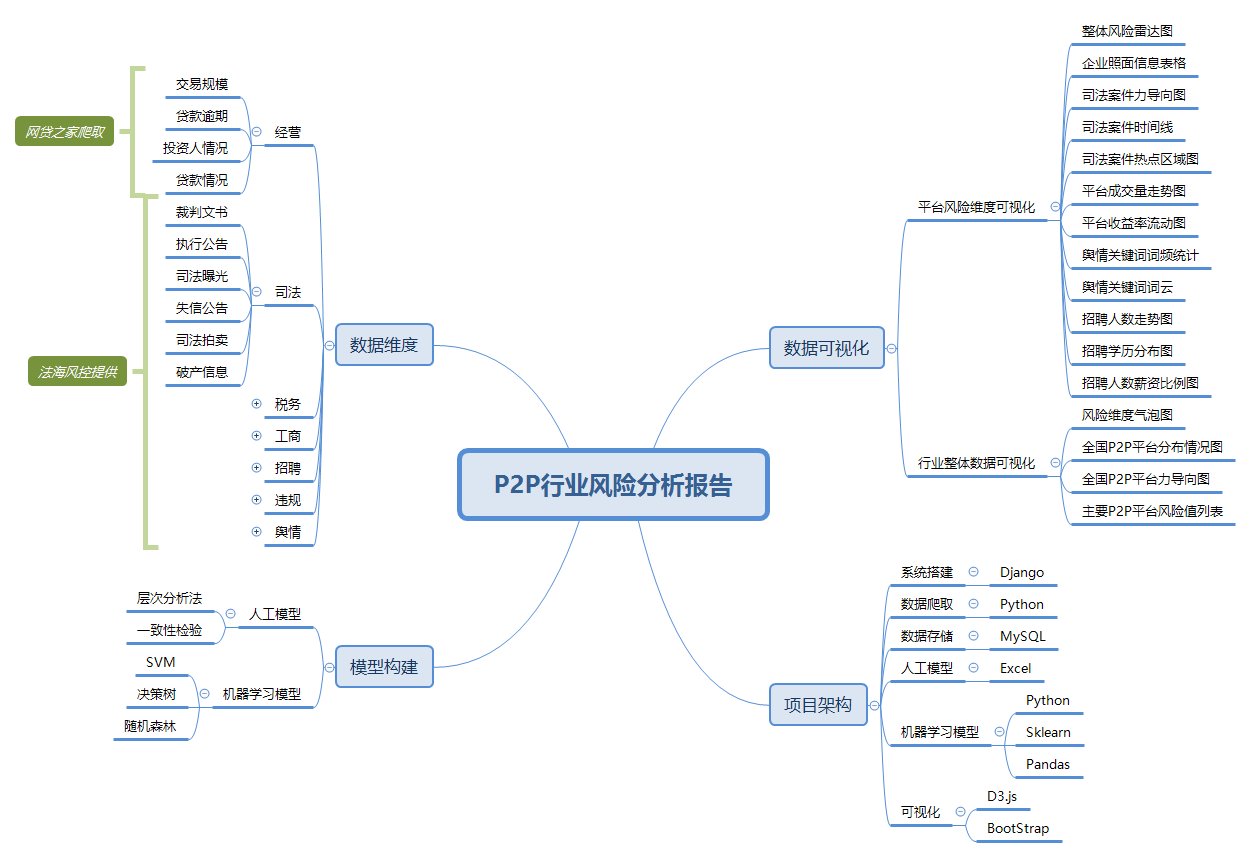 P2P行业风险分析报告
数据维度
经营
交易规模
贷款逾期
投资人情况
贷款情况
网贷之家爬取
司法
裁判文书
执行公告
司法曝光
失信公告
司法拍卖
破产信息
税务
工商
招聘
违规
舆情
法海风控提供
模型构建
人工模型
层次分析法
一致性检验
机器学习模型
SVM
决策树
随机森林
数据可视化
平台风险维度可视化
整体风险雷达图
企业照面信息表格
司法案件力导向图
司法案件时间线
司法案件热点区域图
平台成交量走势图
平台收益率流动图
舆情关键词词频统计
舆情关键词词云
招聘人数走势图
招聘学历分布图
招聘人数薪资比例图
行业整体数据可视化
风险维度气泡图
全国P2P平台分布情况图
全国P2P平台力导向图
主要P2P平台风险值列表
项目架构
系统搭建
Django
数据爬取
Python
数据存储
MySQL
人工模型
Excel
机器学习模型
Python
Sklearn
Pandas
可视化
D3.js
BootStrap